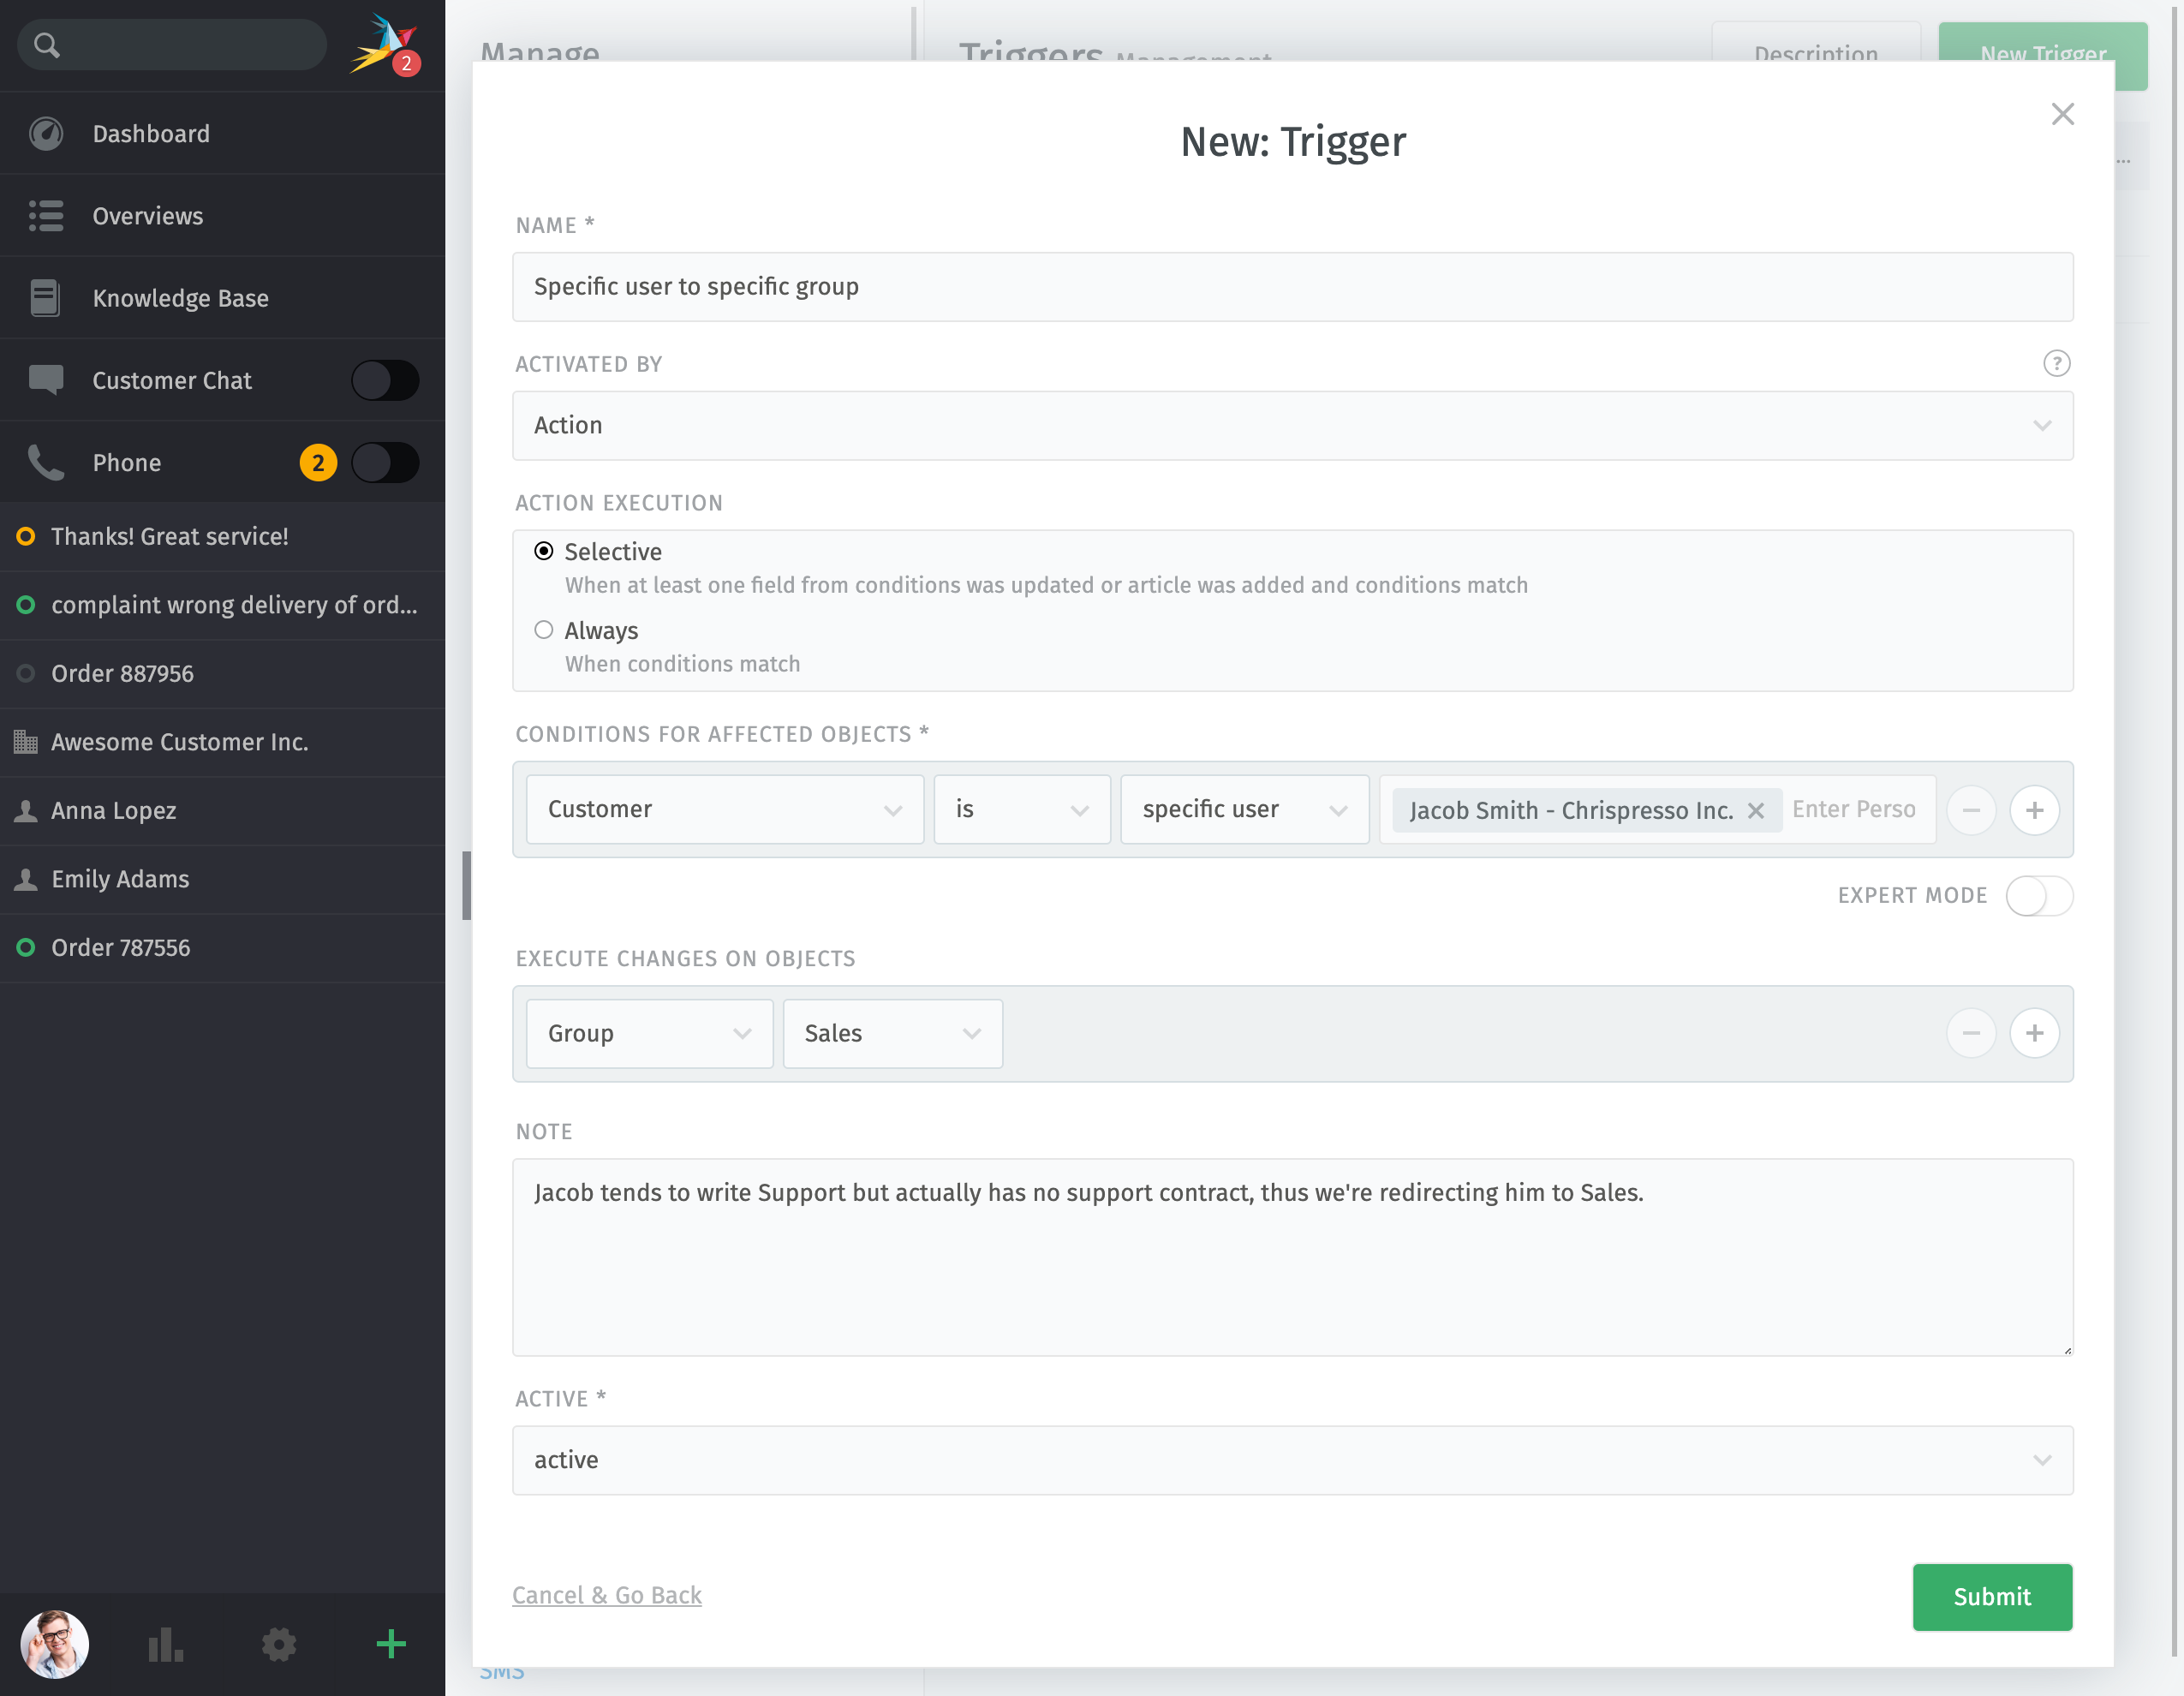 2
Dashboard
Overviews
Knowledge Base
Customer Chat
Phone 2
Thanks! Great service!
complaint wrong delivery of ord...
Order 887956
Awesome Customer Inc.
Anna Lopez
Emily Adams
Order 787556
Manage
Triggers Management
Description
New Trigger
...
New: Trigger
NAME *
Specific user to specific group
ACTIVATED BY
?
Action
ACTION EXECUTION
Selective
When at least one field from conditions was updated or article was added and conditions match
Always
When conditions match
CONDITIONS FOR AFFECTED OBJECTS *
Customer is specific user Jacob Smith - Chrispresso Inc. Enter Perso
EXPERT MODE
EXECUTE CHANGES ON OBJECTS
Group Sales
NOTE
Jacob tends to write Support but actually has no support contract, thus we're redirecting him to Sales.
ACTIVE *
active
Cancel & Go Back
Submit
SMS